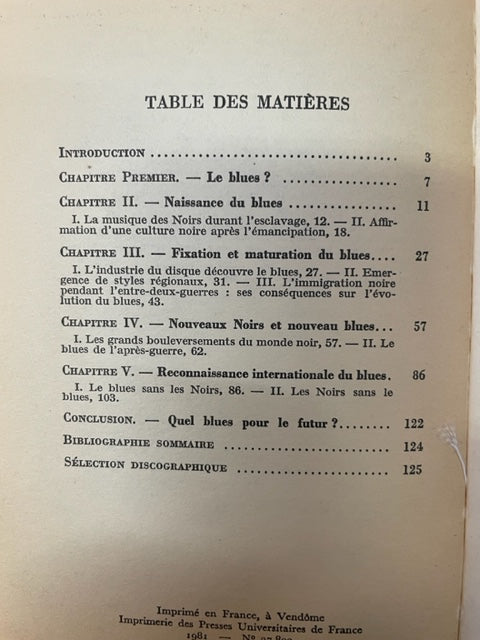 TABLE DES MATIÈRES
INTRODUCTION .................................... 3
CHAPITRE PREMIER. — Le blues ? ................ 7
CHAPITRE II. — Naissance du blues ............. 11
I. La musique des Noirs durant l'esclavage, 12. — II. Affir-
mation d'une culture noire après l'émancipation, 18.
CHAPITRE III. — Fixation et maturation du blues.... 27
I. L'industrie du disque découvre le blues, 27. — II. Emer-
gence de styles régionaux, 31. — III. L'immigration noire
pendant l'entre-deux-guerres : ses conséquences sur l'évo-
lution du blues, 43.
CHAPITRE IV. — Nouveaux Noirs et nouveau blues... 57
I. Les grands bouleversements du monde noir, 57. — II. Le
blues de l'après-guerre, 62.
CHAPITRE V. — Reconnaissance internationale du blues. 86
I. Le blues sans les Noirs, 86. — II. Les Noirs sans le
blues, 103.
CONCLUSION. — Quel blues pour le futur ?........ 122
BIBLIOGRAPHIE SOMMAIRE ........................ 124
SÉLECTION DISCOGRAPHIQUE ...................... 125
Imprimé en France, à Vendôme
Imprimerie des Presses Universitaires de France
1981 — N°